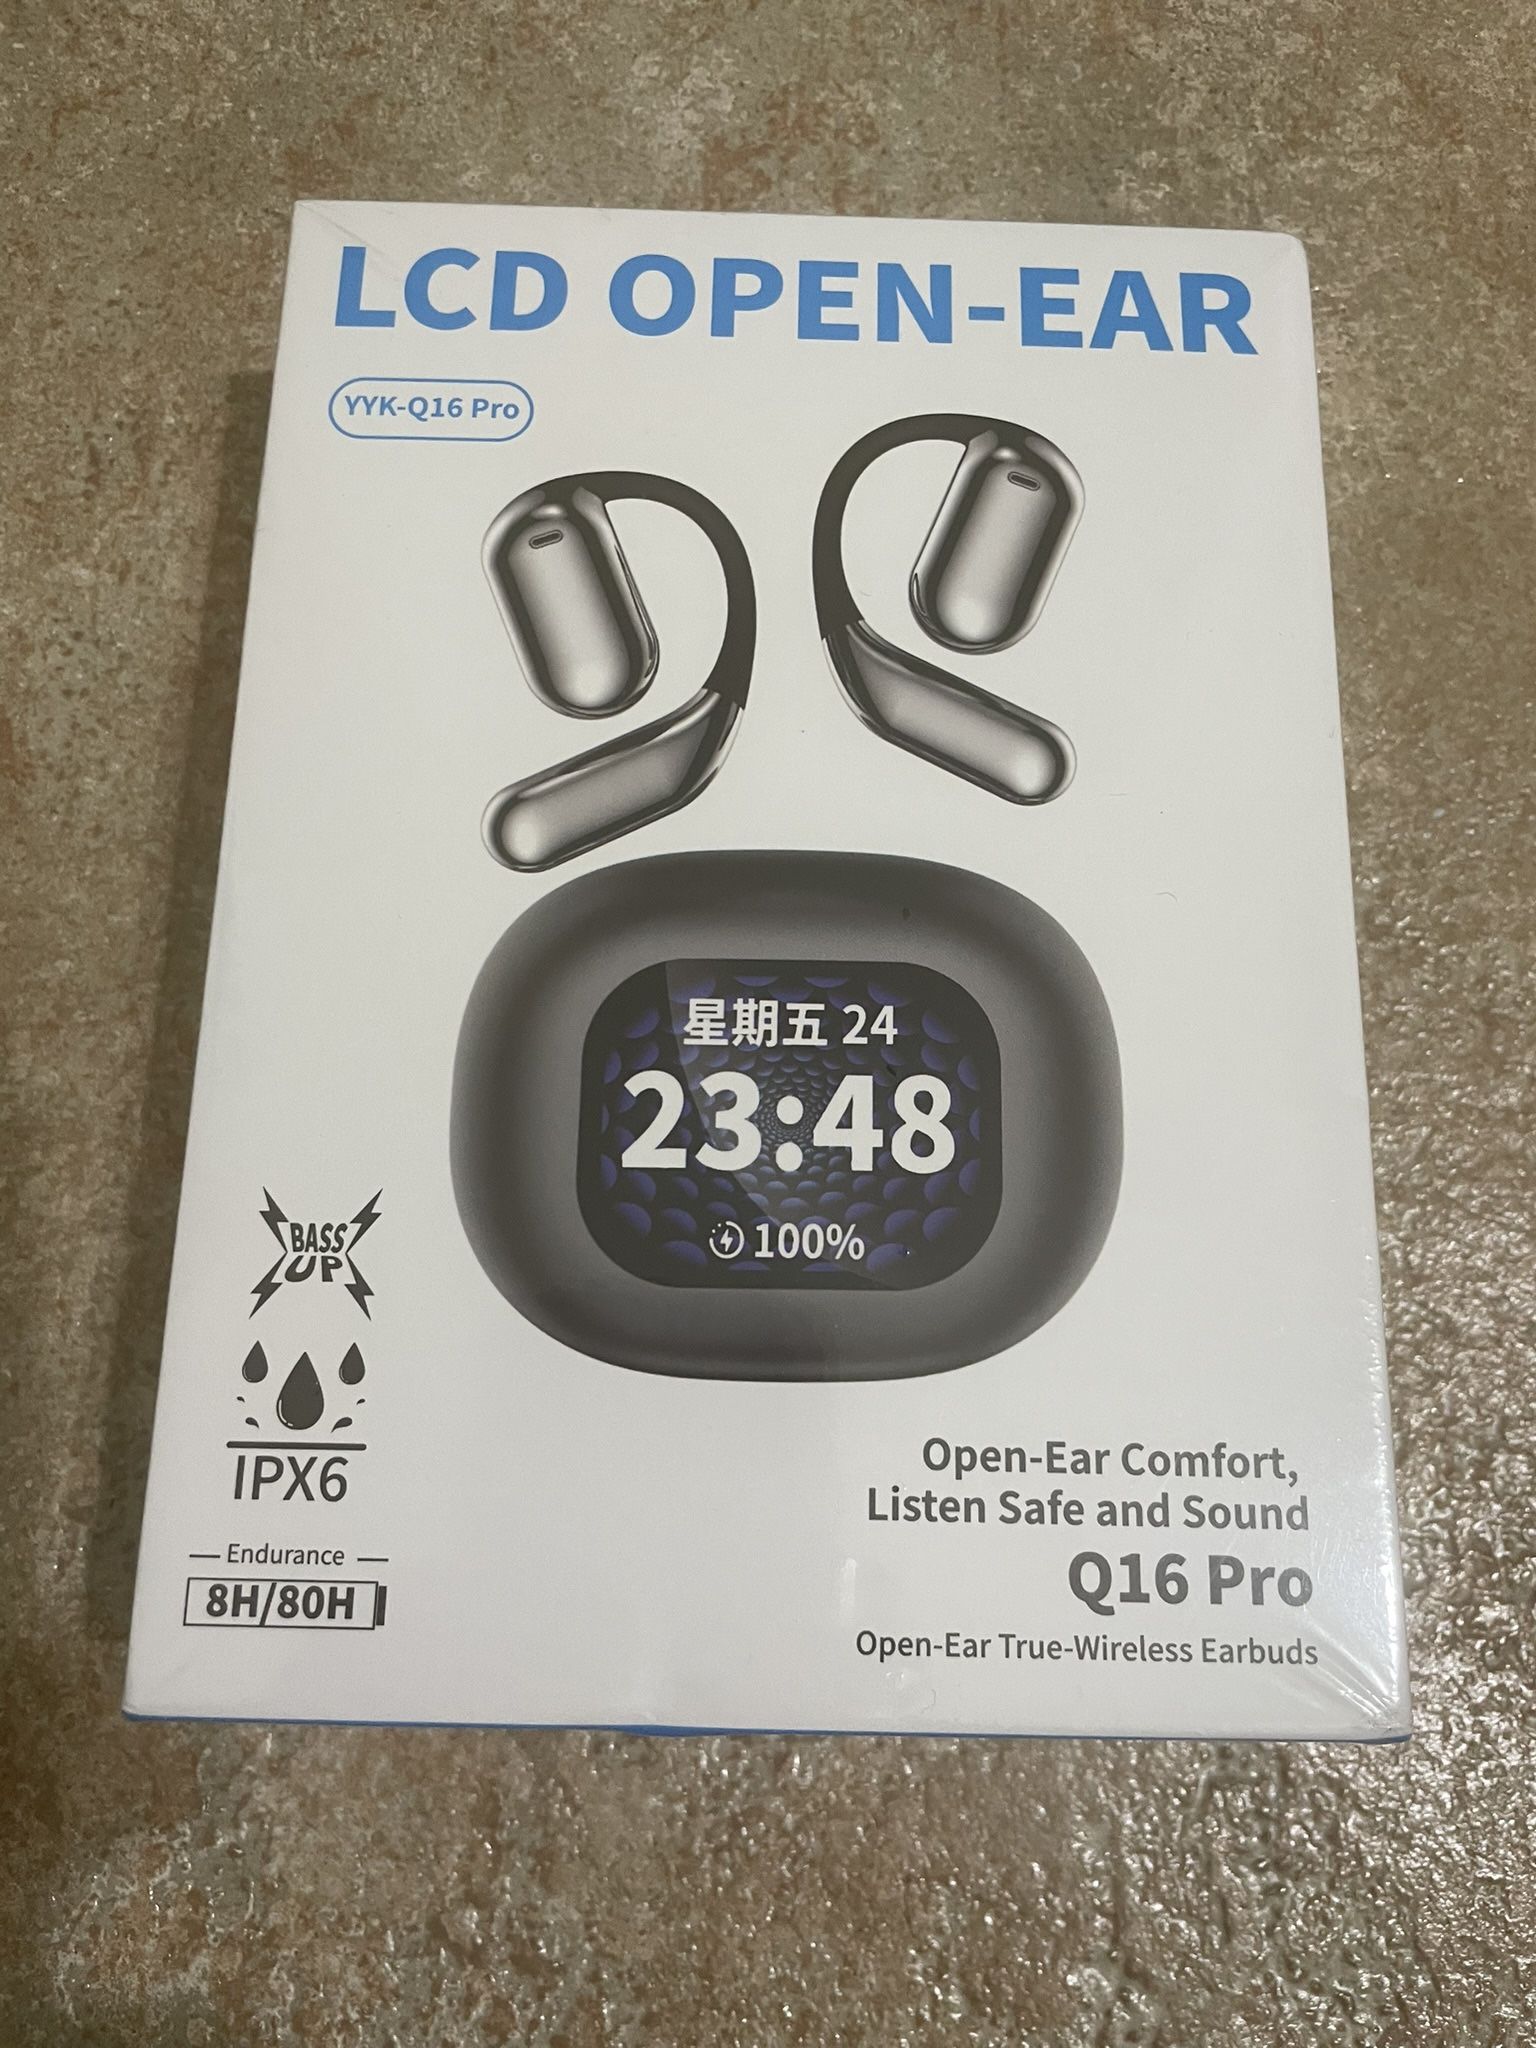 LCD OPEN-EAR
YYK-Q16 Pro
星期五 24
23:48
100%
BASS
UP
IPX6
Endurance
8H/80H
Open-Ear Comfort,
Listen Safe and Sound
Q16 Pro
Open-Ear True-Wireless Earbuds